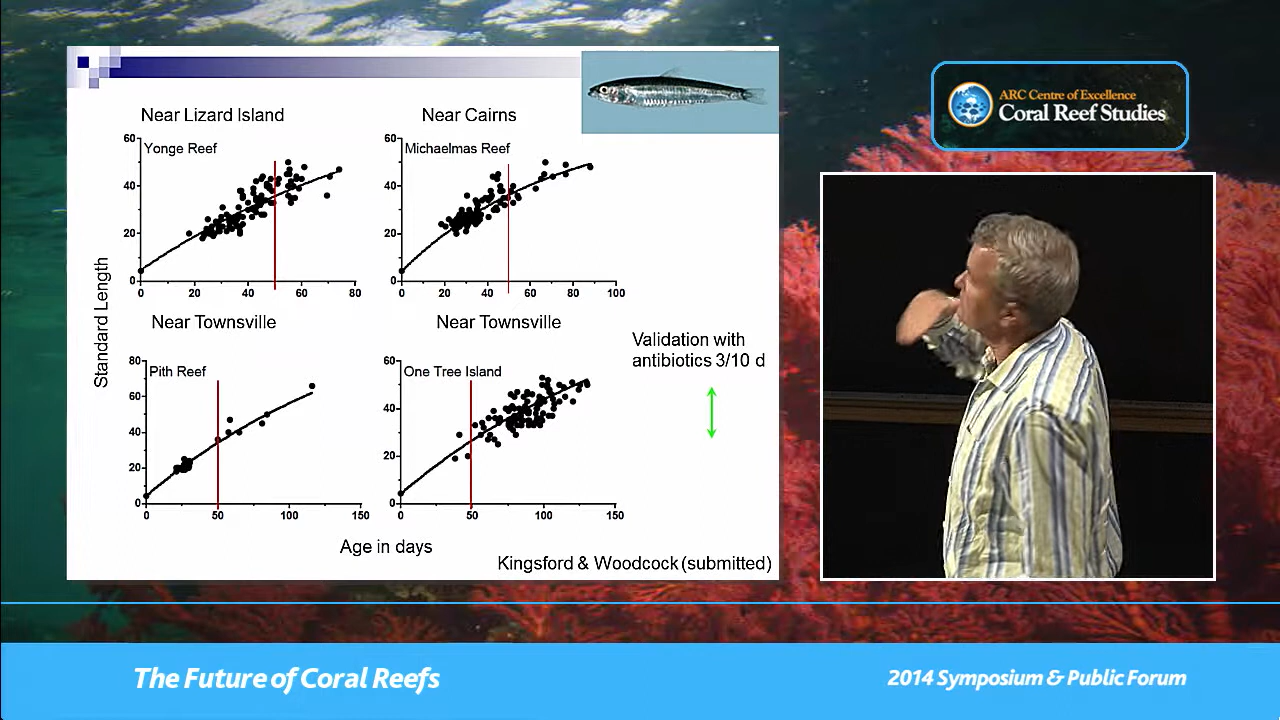 Near Lizard Island
Near Cairns
60
40
20
0
Yonge Reef
0 20 40 60 80
60
40
20
0
Michaelmas Reef
0 20 40 60 80 100
Standard Length
Near Townsville
Near Townsville
80
60
40
20
0
Pith Reef
0 50 100 150
60
40
20
0
One Tree Island
0 50 100 150
Validation with
antibiotics 3/10 d
Age in days
Kingsford & Woodcock (submitted)
ARC Centre of Excellence
Coral Reef Studies
The Future of Coral Reefs
2014 Symposium & Public Forum